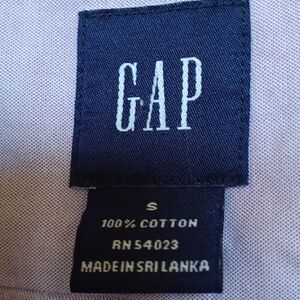 GAP
S
100% COTTON
RN 54023
MADE IN SRI LANKA